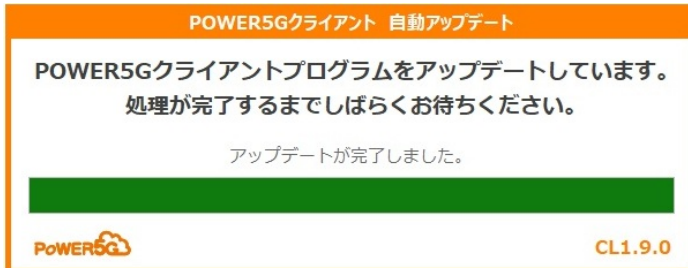 POWER5Gクライアント 自動アップデート
POWER5Gクライアントプログラムをアップデートしています。
処理が完了するまでしばらくお待ちください。
アップデートが完了しました。
POWER5G
CL1.9.0